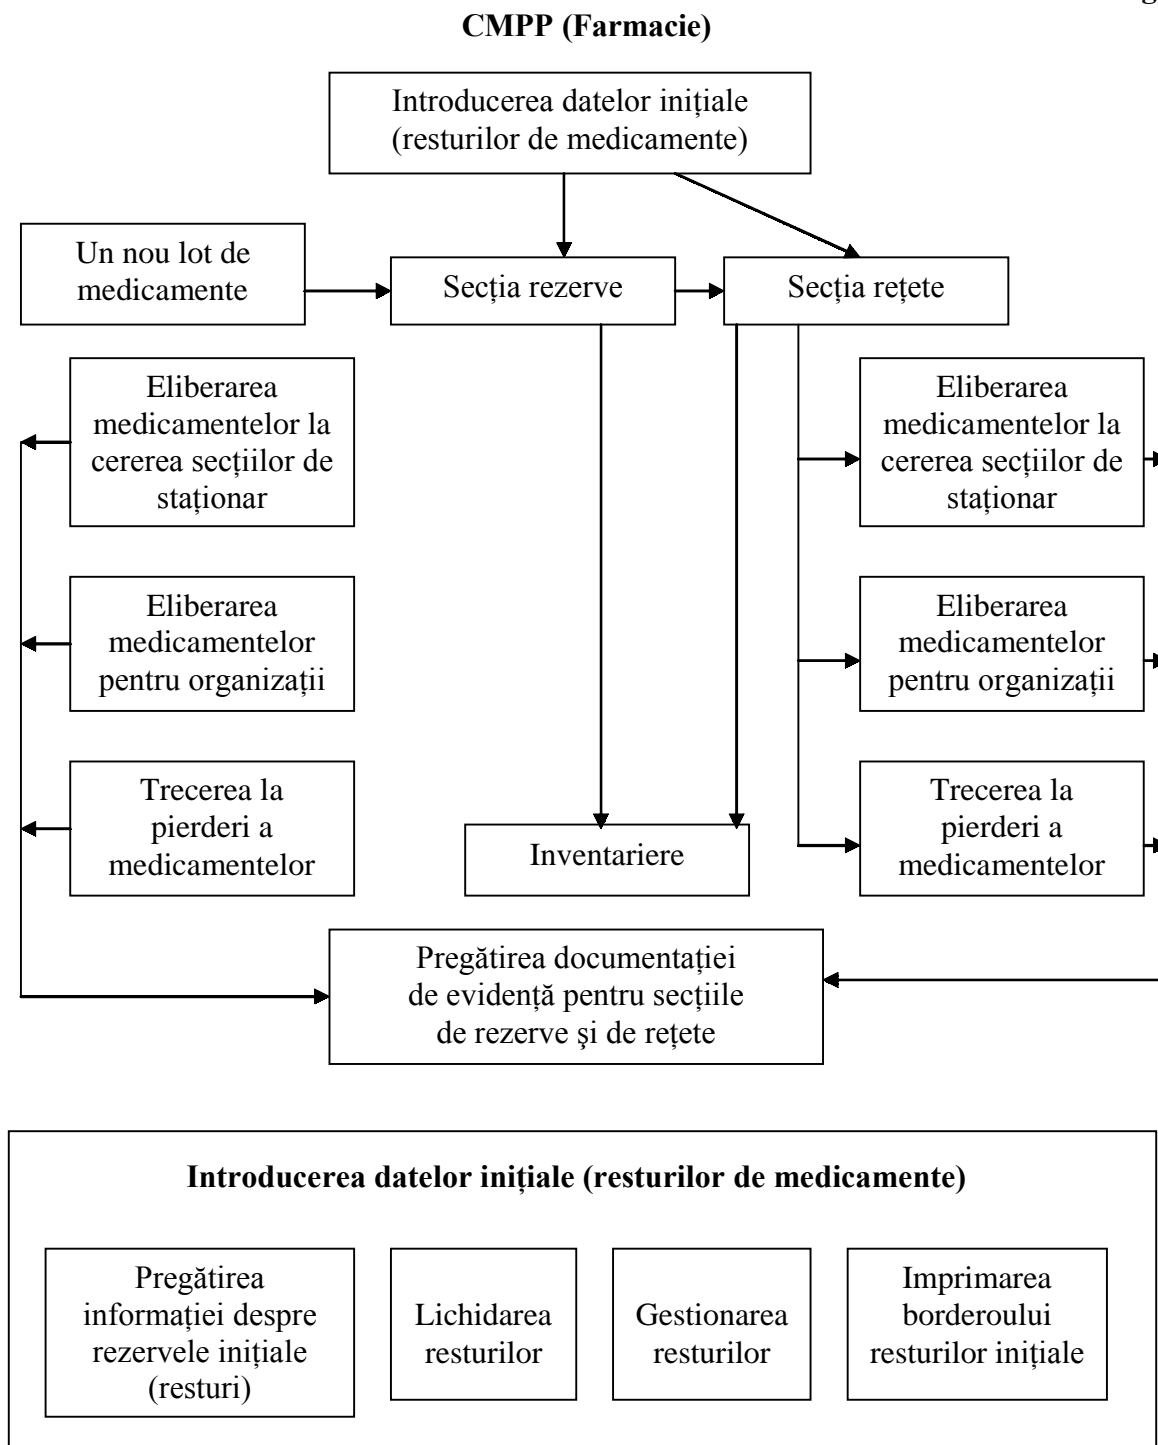 g
CMPP (Farmacie)
Introducerea datelor inițiale
(resturilor de medicamente)
Un nou lot de
medicamente
Secția rezerve
Secția rețete
Eliberarea
medicamentelor la
cererea secțiilor de
staționar
Eliberarea
medicamentelor la
cererea secțiilor de
staționar
Eliberarea
medicamentelor
pentru organizații
Eliberarea
medicamentelor
pentru organizații
Trecerea la
pierderi a
medicamentelor
Inventariere
Trecerea la
pierderi a
medicamentelor
Pregătirea documentației
de evidență pentru secțiile
de rezerve şi de rețete
Introducerea datelor inițiale (resturilor de medicamente)
Pregătirea
informației despre
rezervele inițiale
(resturi)
Lichidarea
resturilor
Gestionarea
resturilor
Imprimarea
borderoului
resturilor inițiale